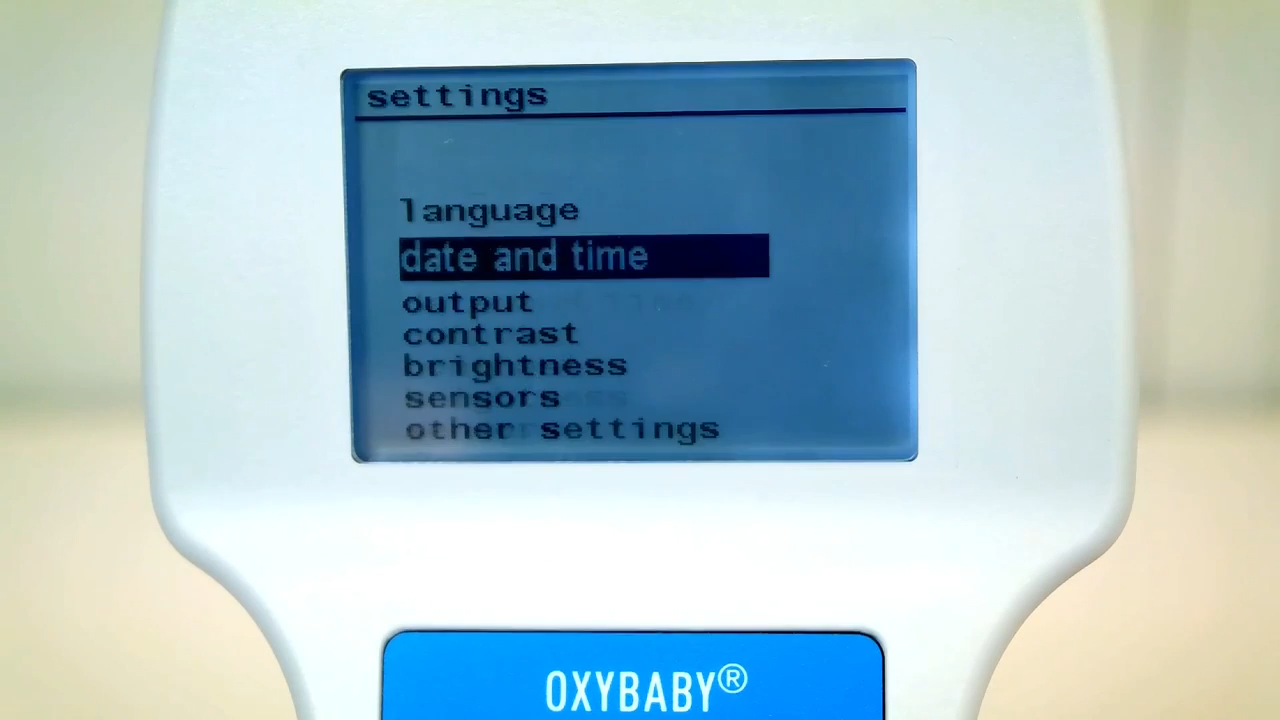 settings
language
date and time
output
contrast
brightness
sensors
other settings
OXYBABY®